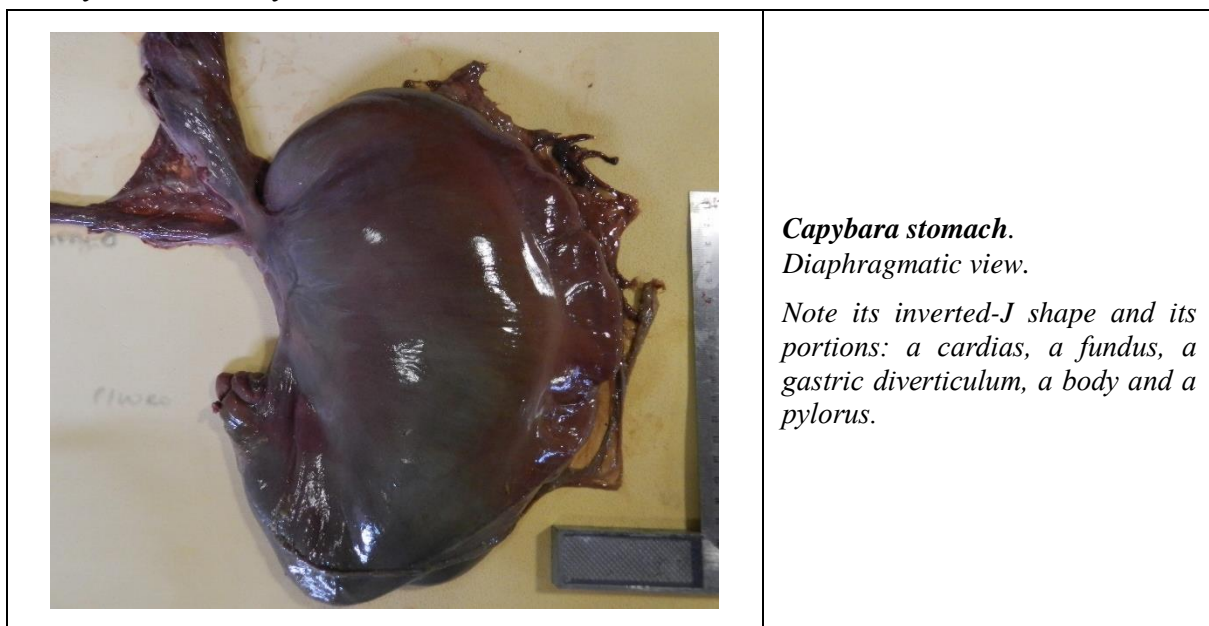 Capybara stomach.
Diaphragmatic view.
Note its inverted-J shape and its
portions: a cardias, a fundus, a
gastric diverticulum, a body and a
pylorus.